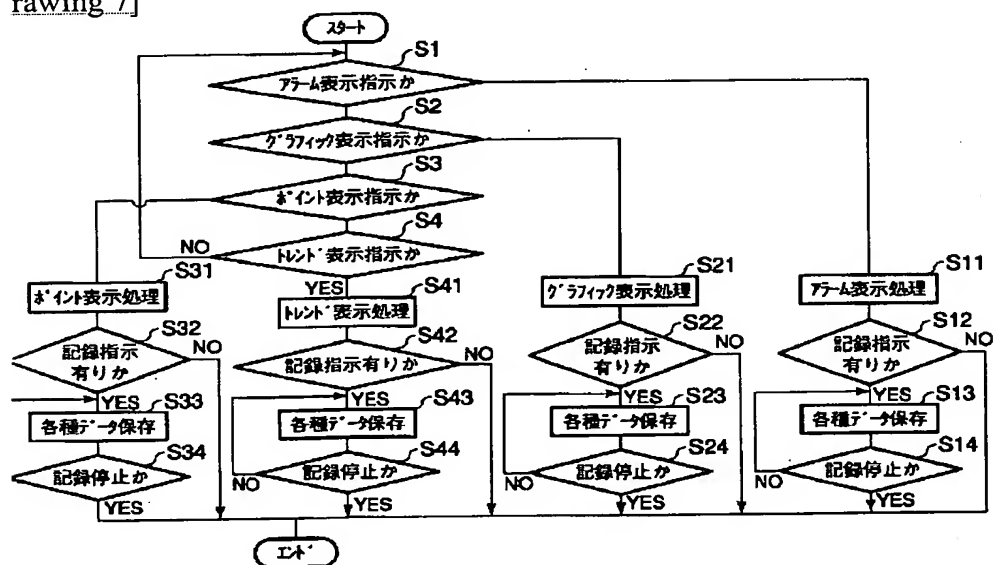 rawing 7]
スタート
S1
アラーム表示指示か
S2
グラフィック表示指示か
S3
ポイント表示指示か
S4
トレンド表示指示か
NO
YES
S31
ポイント表示処理
S41
トレンド表示処理
S21
グラフィック表示処理
S11
アラーム表示処理
S32
記録指示
有りか
NO
YES
S42
記録指示有りか
NO
YES
S22
記録指示
有りか
NO
YES
S12
記録指示
有りか
NO
YES
S33
各種データ保存
S43
各種データ保存
S23
各種データ保存
S13
各種データ保存
S34
記録停止か
YES
S44
記録停止か
NO
YES
S24
記録停止か
NO
YES
S14
記録停止か
NO
YES
エンド